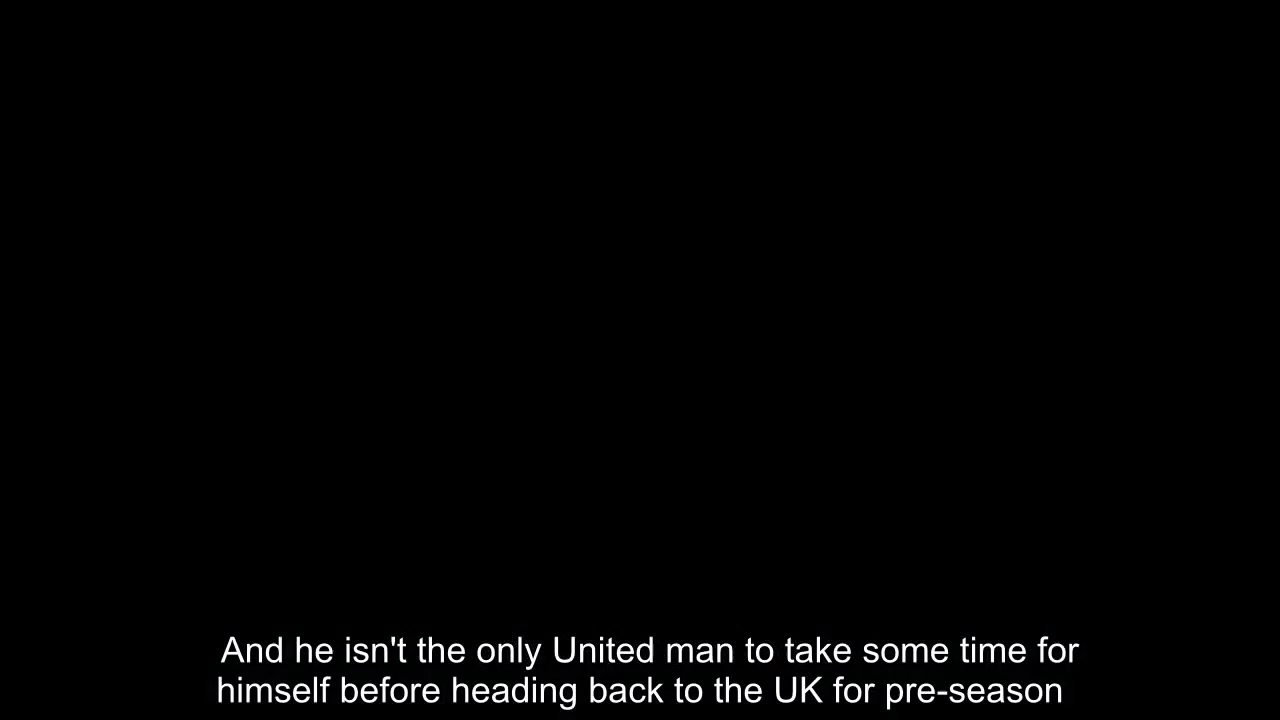 And he isn't the only United man to take some time for
himself before heading back to the UK for pre-season